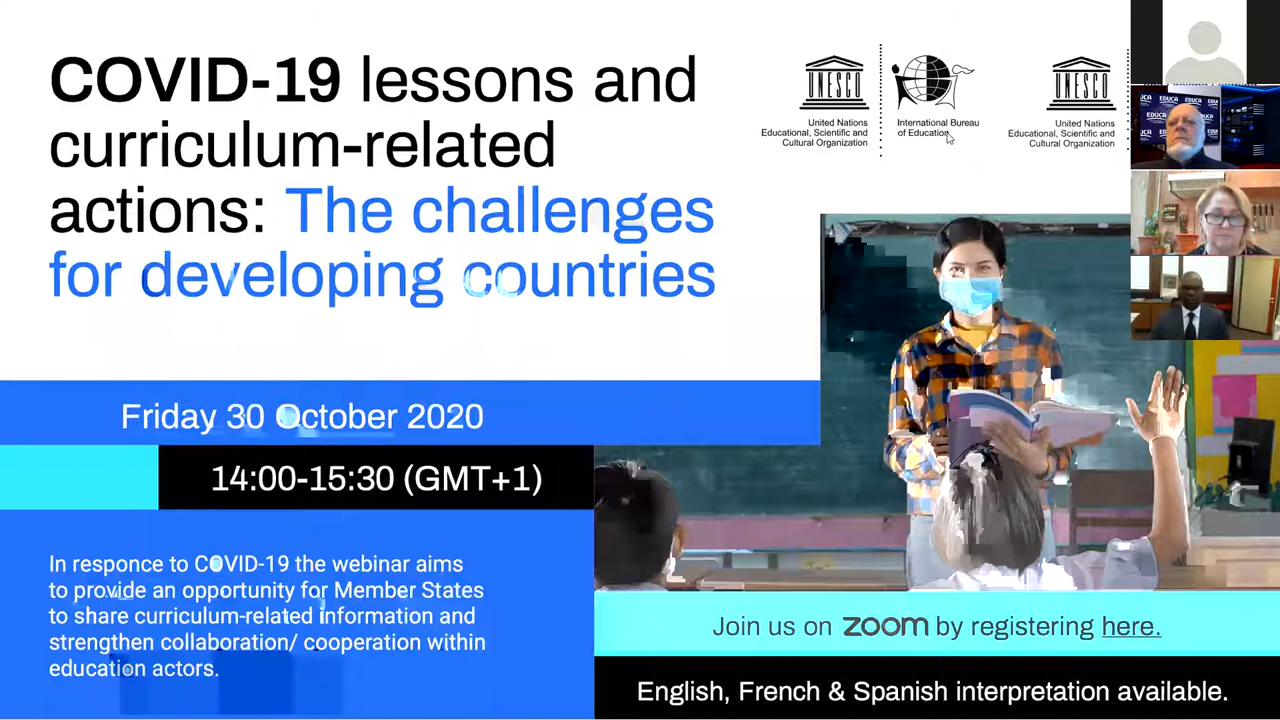 COVID-19 lessons and
curriculum-related
actions: The challenges
for developing countries
UNESCO
United Nations
Educational, Scientific and
Cultural Organization
International Bureau
of Education
UNESCO
United Nations
Educational, Scientific and
Cultural Organization
EDUCA
EDUCA
EDUCA
Friday 30 October 2020
14:00-15:30 (GMT+1)
In responce to COVID-19 the webinar aims
to provide an opportunity for Member States
to share curriculum-related information and
strengthen collaboration/ cooperation within
education actors.
Join us on zoom by registering here.
English, French & Spanish interpretation available.